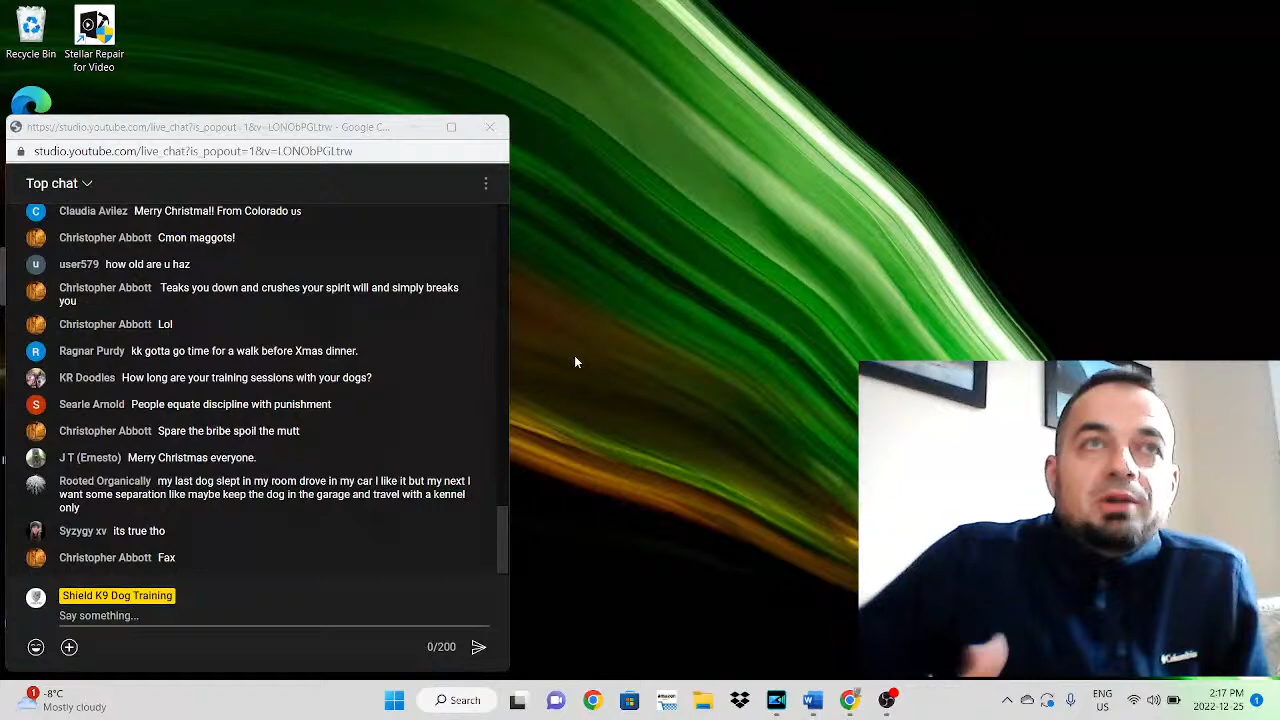 Recycle Bin
Stellar Repair
for Video
https://studio.youtube.com/live_chat?is_popout=1&v=LONObPGLtrw - Google C...
studio.youtube.com/live_chat?is_popout=1&v=LONObPGLtrw
Top chat
C Claudia Avilez Merry Christma!! From Colorado us
Christopher Abbott Cmon maggots!
u user579 how old are u haz
Christopher Abbott Teaks you down and crushes your spirit will and simply breaks
you
Christopher Abbott Lol
R Ragnar Purdy kk gotta go time for a walk before Xmas dinner.
KR Doodles How long are your training sessions with your dogs?
S Searle Arnold People equate discipline with punishment
Christopher Abbott Spare the bribe spoil the mutt
J T (Ernesto) Merry Christmas everyone.
Rooted Organically my last dog slept in my room drove in my car I like it but my next I
want some separation like maybe keep the dog in the garage and travel with a kennel
only
Syzygy xv its true tho
Christopher Abbott Fax
Shield K9 Dog Training
Say something...
0/200
Columbia
1
-8°C
Mostly cloudy
Search
amazon
W
ENG
US
2:17 PM
2022-12-25
1